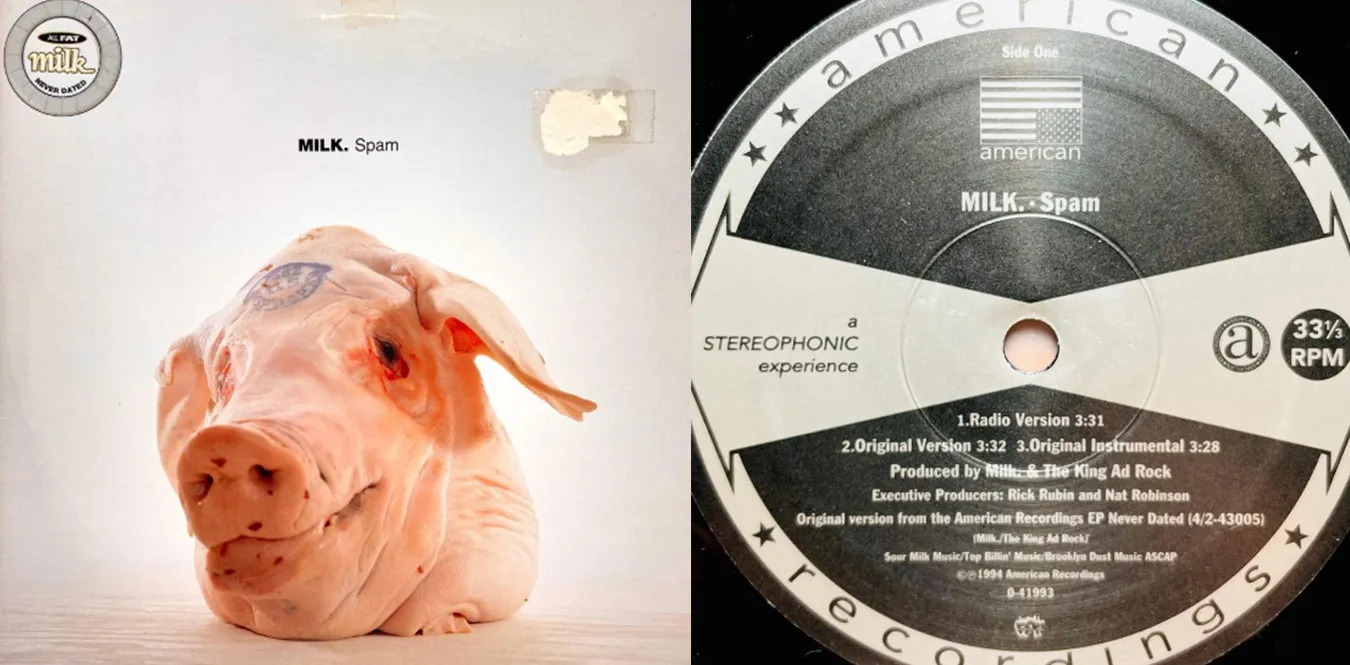 ALL FAT
milk
NEVER DATED
MILK. Spam
american
Side One
american
MILK. · Spam
a
STEREOPHONIC
experience
a
33⅓
RPM
1.Radio Version 3:31
2.Original Version 3:32 3.Original Instrumental 3:28
Produced by Milk. & The King Ad Rock
Executive Producers: Rick Rubin and Nat Robinson
Original version from the American Recordings EP Never Dated (4/2-43005)
(Milk./The King Ad Rock)
Sour Milk Music/Top Billin' Music/Brooklyn Dust Music ASCAP
©℗1994 American Recordings
0-41993
recordings